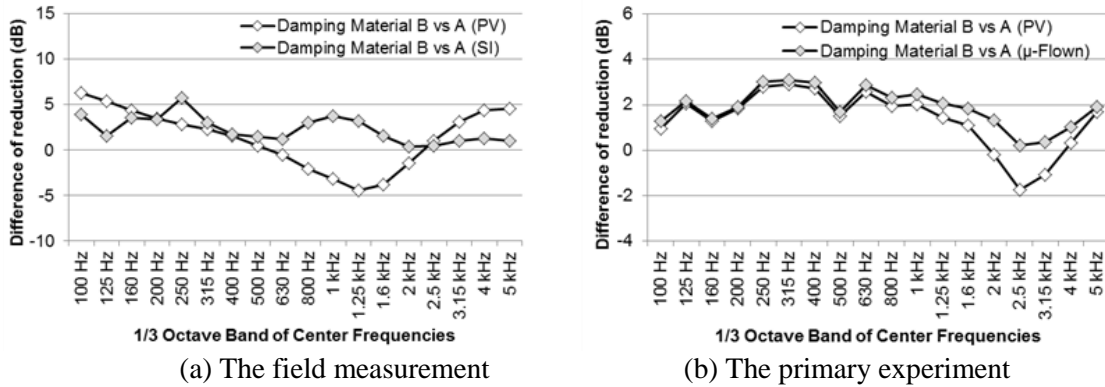 Difference of reduction (dB)
15
10
5
0
-5
-10
Damping Material B vs A (PV)
Damping Material B vs A (SI)
100 Hz
125 Hz
160 Hz
200 Hz
250 Hz
315 Hz
400 Hz
500 Hz
630 Hz
800 Hz
1 kHz
1.25 kHz
1.6 kHz
2 kHz
2.5 kHz
3.15 kHz
4 kHz
5 kHz
1/3 Octave Band of Center Frequencies
(a) The field measurement
Difference of reduction (dB)
6
4
2
0
-2
-4
Damping Material B vs A (PV)
Damping Material B vs A (μ-Flown)
100 Hz
125 Hz
160 Hz
200 Hz
250 Hz
315 Hz
400 Hz
500 Hz
630 Hz
800 Hz
1 kHz
1.25 kHz
1.6 kHz
2 kHz
2.5 kHz
3.15 kHz
4 kHz
5 kHz
1/3 Octave Band of Center Frequencies
(b) The primary experiment